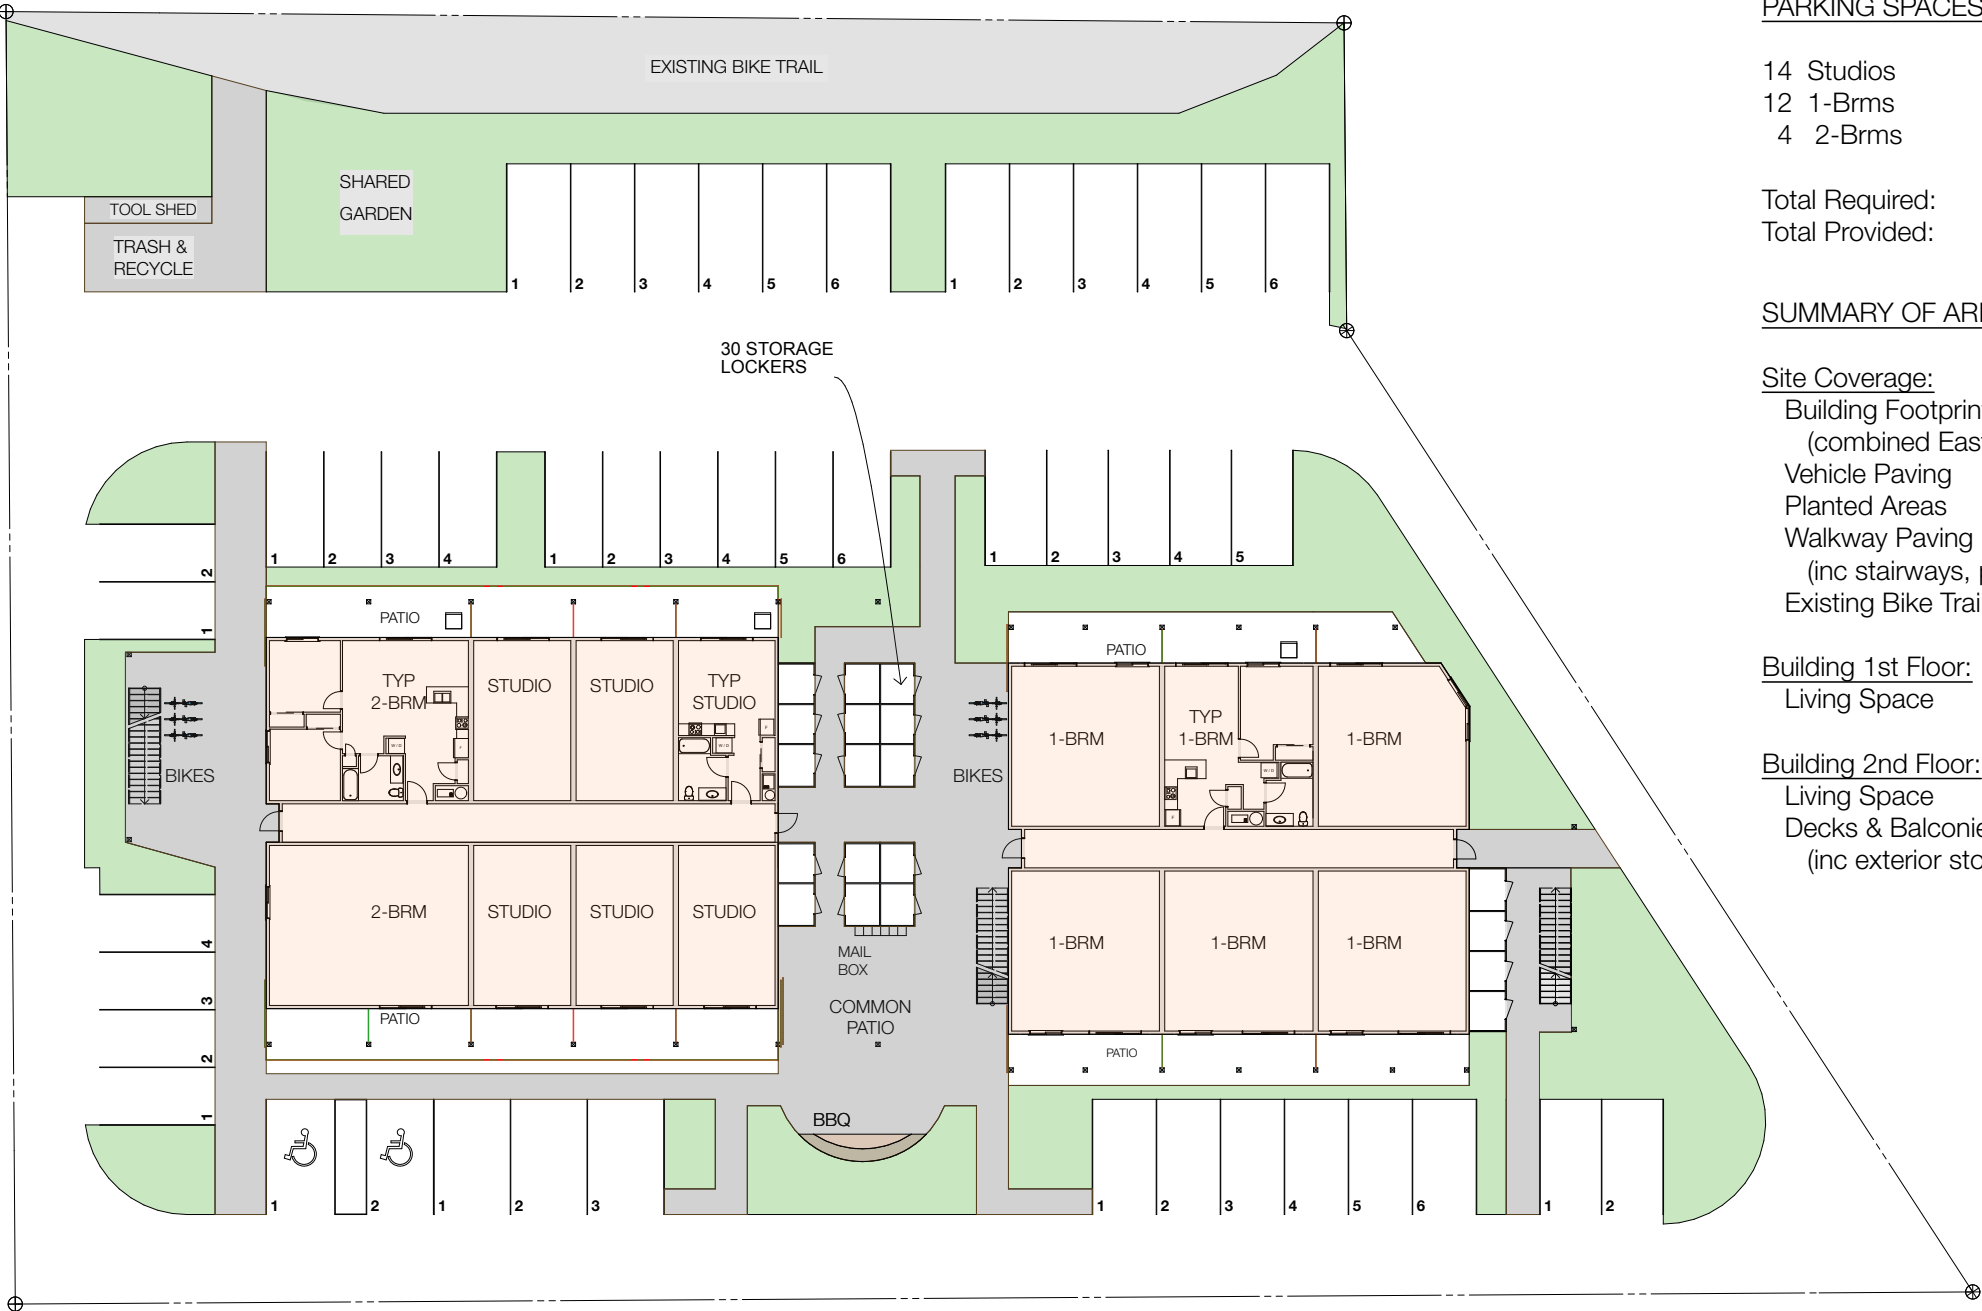 EXISTING BIKE TRAIL
SHARED
GARDEN
TOOL SHED
TRASH &
RECYCLE
1 2 3 4 5 6
1 2 3 4 5 6
30 STORAGE
LOCKERS
1 2 3 4
1 2 3 4 5 6
1 2 3 4 5
2
1
PATIO
TYP
2-BRM
STUDIO
STUDIO
TYP
STUDIO
BIKES
BIKES
PATIO
1-BRM
TYP
1-BRM
1-BRM
2-BRM
STUDIO
STUDIO
STUDIO
MAIL
BOX
COMMON
PATIO
1-BRM
1-BRM
1-BRM
PATIO
PATIO
4
3
2
1
BBQ
1 2 1 2 3
1 2 3 4 5 6
1 2
PARKING SPACES
14 Studios
12 1-Brms
4 2-Brms
Total Required:
Total Provided:
SUMMARY OF
Site Coverage:
Building Footprin
(combined Eas
Vehicle Paving
Planted Areas
Walkway Paving
(inc stairways,
Existing Bike Trai
Building 1st Floor:
Living Space
Building 2nd Floor:
Living Space
Decks & Balconie
(inc exterior sto